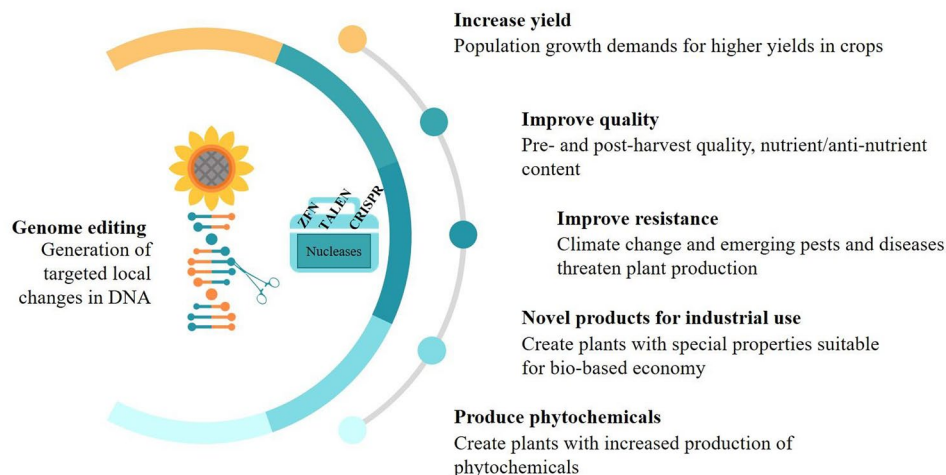 Increase yield
Population growth demands for higher yields in crops
Improve quality
Pre- and post-harvest quality, nutrient/anti-nutrient
content
Genome editing
Generation of
targeted local
changes in DNA
ZFN
TALEN
CRISPR
Nucleases
Improve resistance
Climate change and emerging pests and diseases
threaten plant production
Novel products for industrial use
Create plants with special properties suitable
for bio-based economy
Produce phytochemicals
Create plants with increased production of
phytochemicals